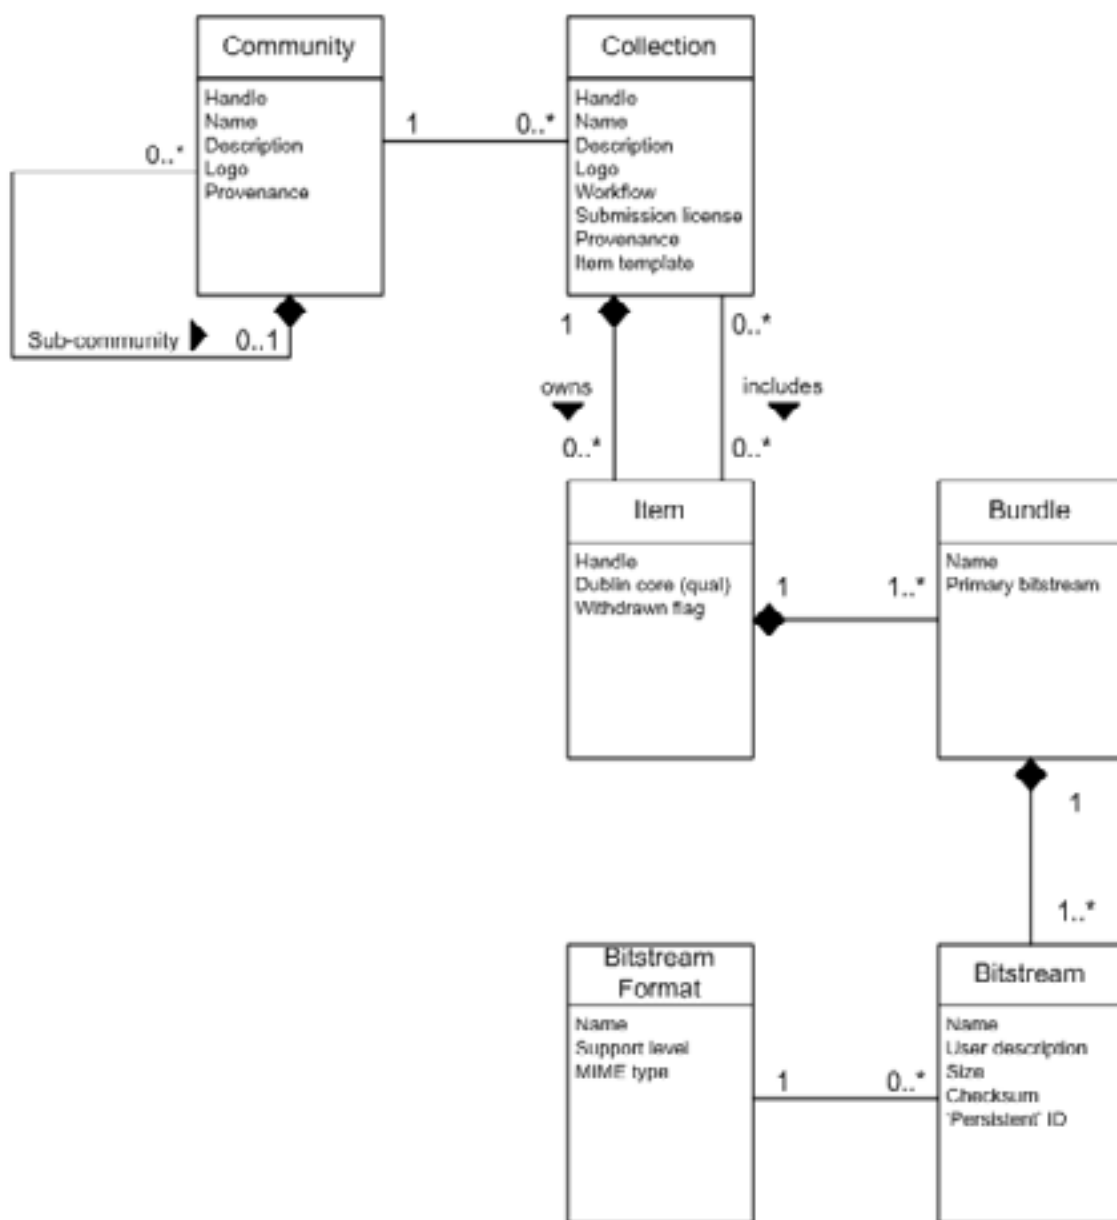 Community
Handle
Name
Description
Logo
Provenance
0..*
Sub-community
0..1
1
0..*
Collection
Handle
Name
Description
Logo
Workflow
Submission license
Provenance
Item template
1
0..*
owns
includes
0..*
0..*
Item
Handle
Dublin core (qual)
Withdrawn flag
1
1..*
Bundle
Name
Primary bitstream
1
1..*
Bitstream
Format
Name
Support level
MIME type
1
0..*
Bitstream
Name
User description
Size
Checksum
'Persistent' ID